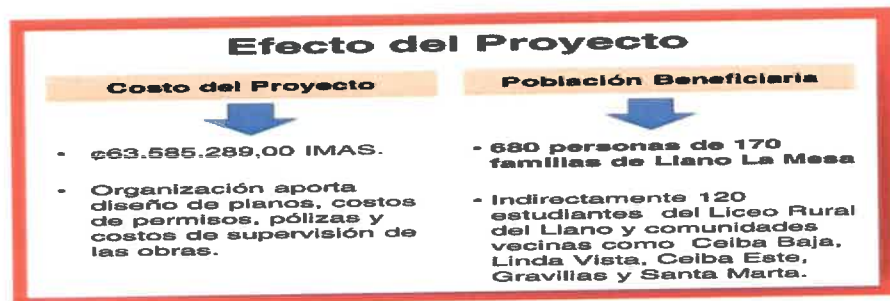 Efecto del Proyecto
Costo del Proyecto
• ¢63.585.289,00 IMAS.
• Organización aporta
diseño de planos, costos
de permisos, pólizas y
costos de supervisión de
las obras.
Población Beneficiaria
• 680 personas de 170
familias de Llano La Mesa
• Indirectamente 120
estudiantes del Liceo Rural
del Llano y comunidades
vecinas como Ceiba Baja,
Linda Vista, Ceiba Este,
Gravilias y Santa Marta.